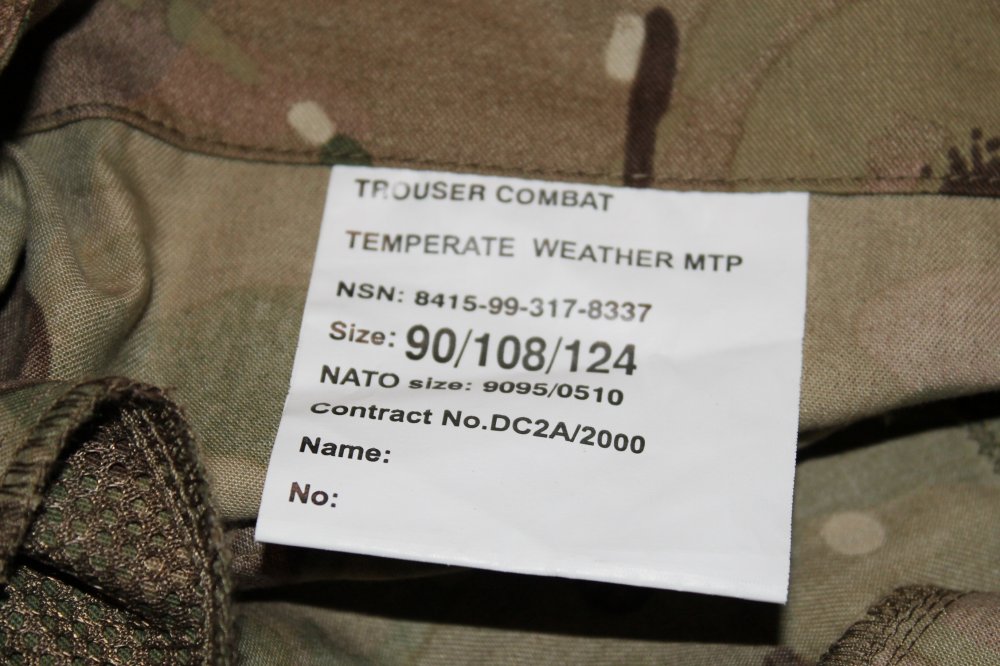 TROUSER COMBAT
TEMPERATE WEATHER MTP
NSN: 8415-99-317-8337
Size: 90/108/124
NATO size: 9095/0510
Contract No.DC2A/2000
Name:
No: